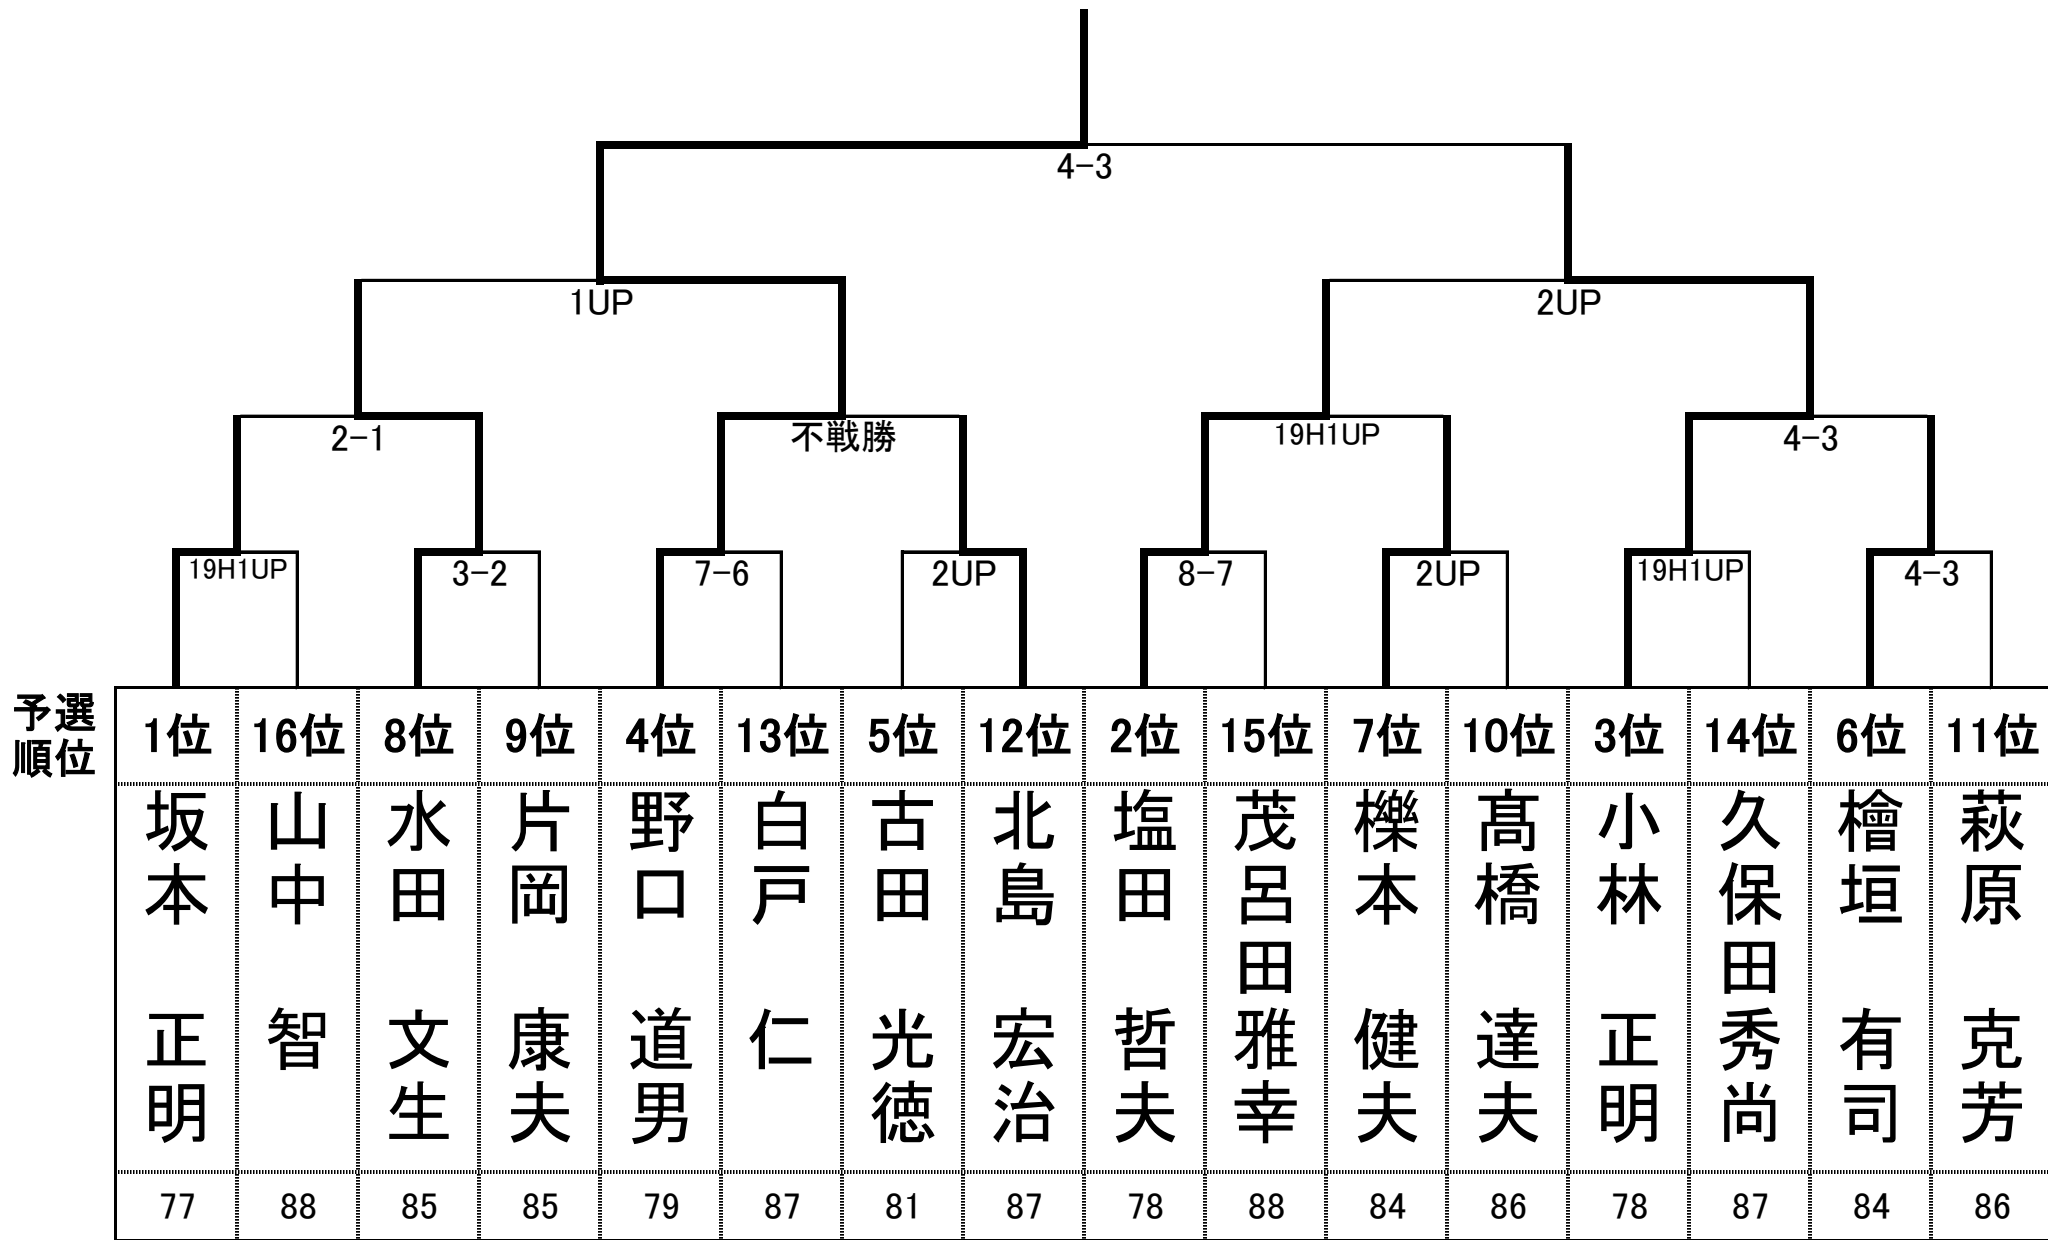 4-3
1UP
2UP
2-1
不戦勝
19H1UP
4-3
19H1UP
3-2
7-6
2UP
8-7
2UP
19H1UP
4-3
予選
順位
1位 16位 8位 9位 4位 13位 5位 12位 2位 15位 7位 10位 3位 14位 6位 11位
坂本 正明
山中 智
水田 文生
片岡 康夫
野口 道男
白戸 仁
古田 光徳
北島 宏治
塩田 哲夫
茂呂田雅幸
櫟本 健夫
髙橋 達夫
小林 正明
久保田秀尚
檜垣 有司
萩原 克芳
77 88 85 85 79 87 81 87 78 88 84 86 78 87 84 86